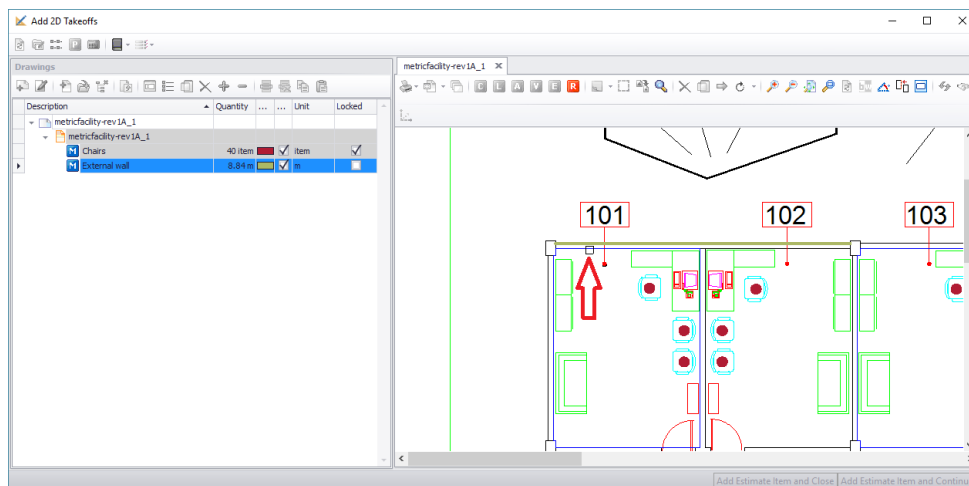 Add 2D Takeoffs
Drawings
metricfacility-rev1A_1
Description Quantity ... ... Unit Locked
metricfacility-rev1A_1
metricfacility-rev1A_1
M Chairs 40 item item
M External wall 8.84 m m
P
C L A V E R
101 102 103
Add Estimate Item and Close Add Estimate Item and Continu